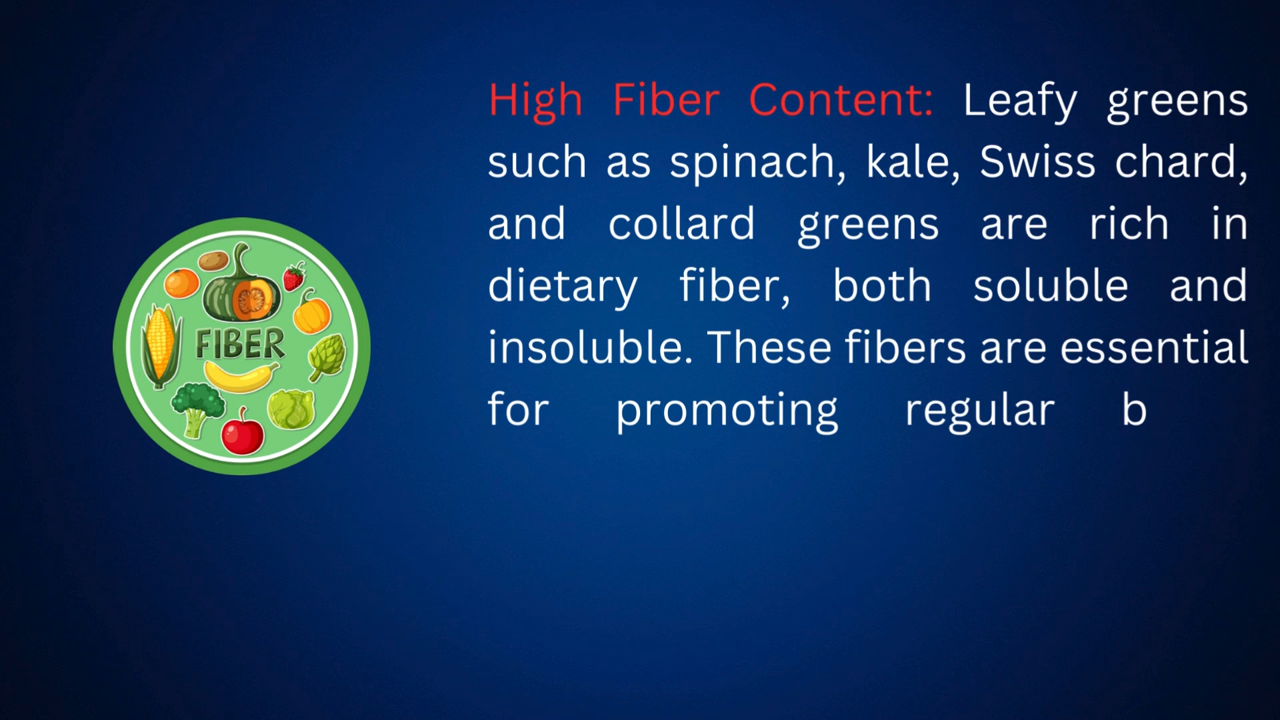 FIBER
High Fiber Content: Leafy greens
such as spinach, kale, Swiss chard,
and collard greens are rich in
dietary fiber, both soluble and
insoluble. These fibers are essential
for promoting regular b